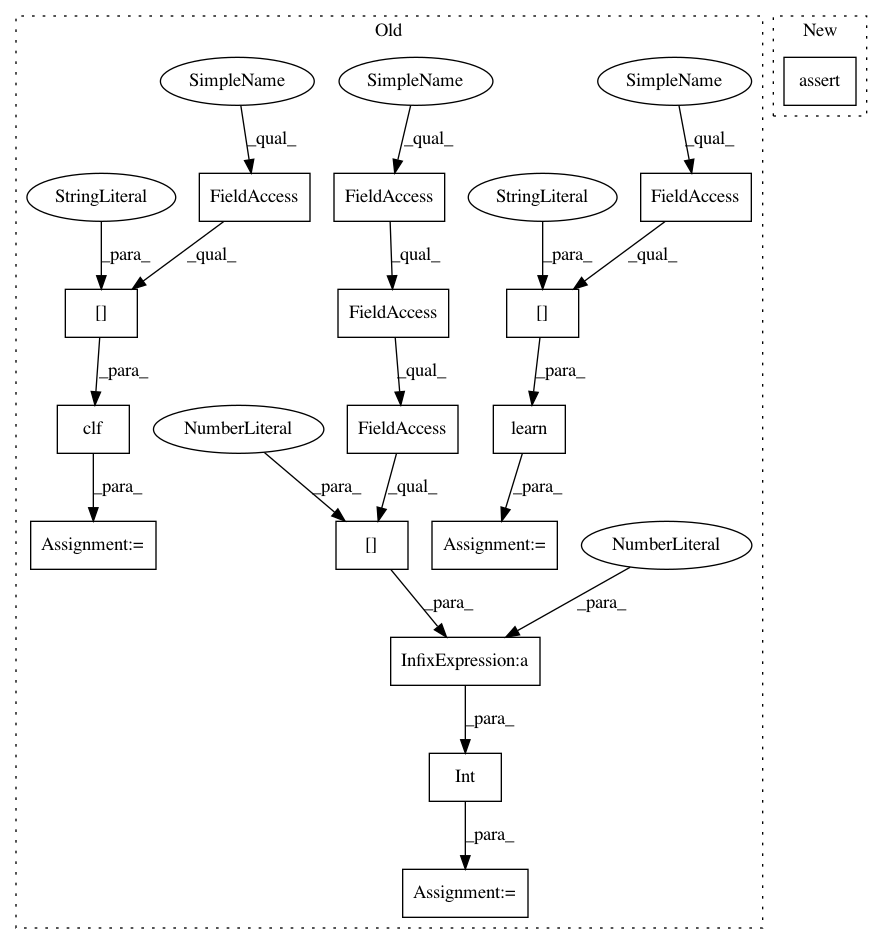 Old
New
SimpleName
SimpleName
SimpleName
assert
_qual_
_qual_
_qual_
StringLiteral
FieldAccess
FieldAccess
StringLiteral
FieldAccess
_para_
_qual_
_qual_
_para_
_qual_
[]
FieldAccess
[]
_para_
_qual_
_para_
clf
NumberLiteral
FieldAccess
learn
_para_
_para_
_qual_
_para_
Assignment:=
[]
Assignment:=
NumberLiteral
_para_
_para_
InfixExpression:a
_para_
Int
_para_
Assignment:=